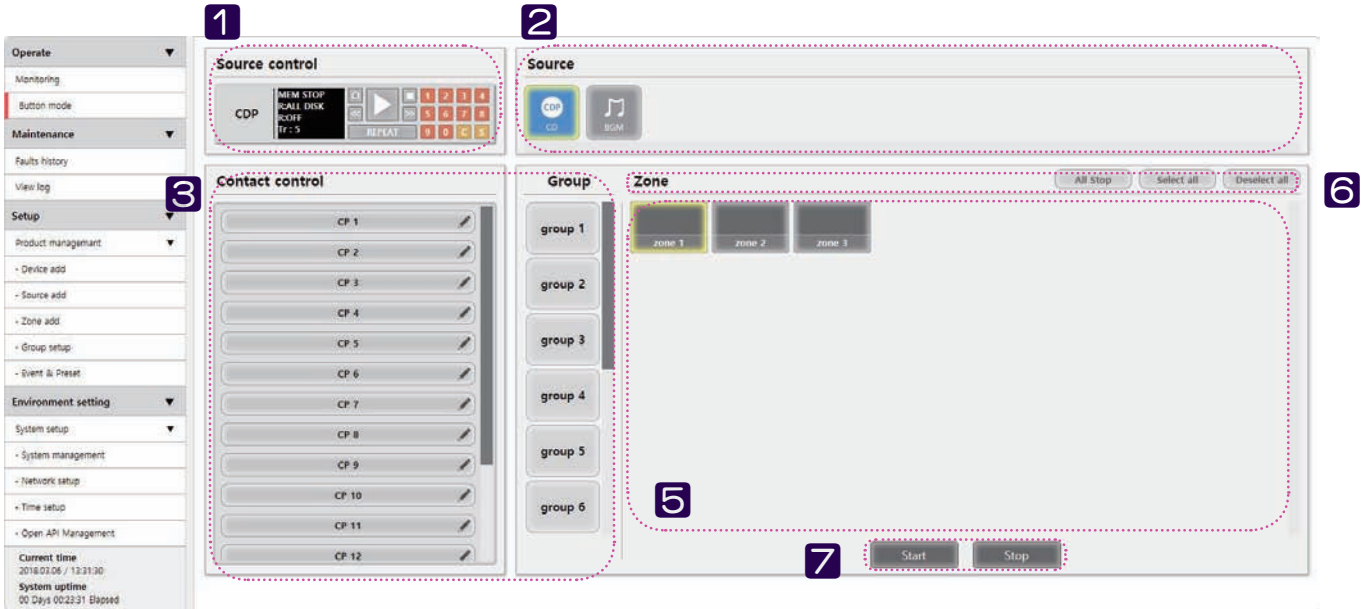 1
2
Operate ▼
Monitoring
Button mode
Maintenance ▼
Faults history
View log
Setup ▼
Product managemant ▼
- Device add
- Source add
- Zone add
- Group setup
- Event & Preset
Environment setting ▼
System setup ▼
- System management
- Network setup
- Time setup
- Open API Management
Current time
2018.03.06 / 13:31:30
System uptime
00 Days 00:23:31 Elapsed
Source control
CDP
MEM STOP
R:ALL DISK
R:OFF
Tr : 5
REPEAT
1 2 3 4
5 6 7 8
9 0 C S
Source
CDP
CD
BGM
3
Contact control
CP 1
CP 2
CP 3
CP 4
CP 5
CP 6
CP 7
CP 8
CP 9
CP 10
CP 11
CP 12
Group
group 1
group 2
group 3
group 4
group 5
group 6
Zone
All Stop
Select all
Deselect all
6
zone 1
zone 2
zone 3
5
7
Start
Stop